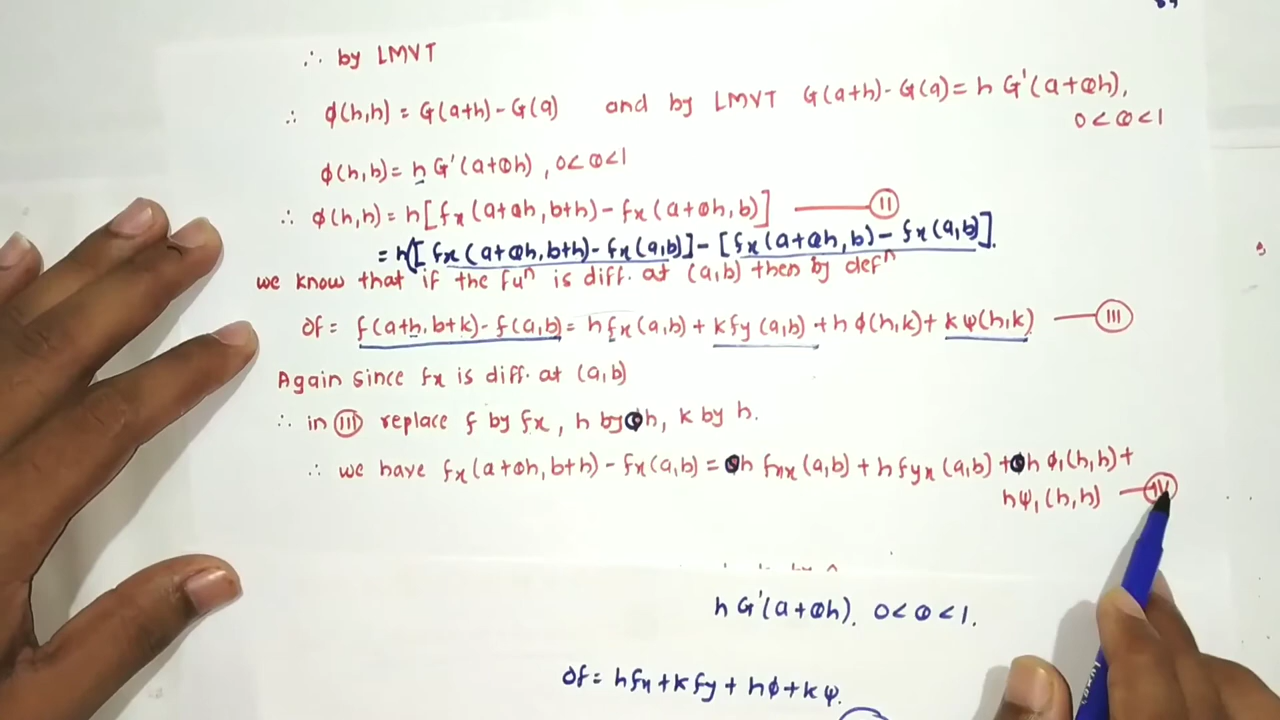 ∴ by LMVT
∴ ϕ(h,h) = G(a+h) - G(a) and by LMVT G(a+h) - G(a) = h G'(a+θh),
0 < θ < 1
ϕ(h,h) = h G'(a+θh), 0 < θ < 1
∴ ϕ(h,h) = h[fx(a+θh, b+h) - fx(a+θh, b)] —— II
= h{[fx(a+θh, b+h) - fx(a,b)] - [fx(a+θh, b) - fx(a,b)].
we know that if the fuⁿ is diff. at (a,b) then by defⁿ
δf = f(a+h, b+k) - f(a,b) = h fx(a,b) + k fy(a,b) + h ϕ(h,k) + k ψ(h,k) —— III
Again since fx is diff. at (a,b)
∴ in III replace f by fx, h by θh, k by h.
∴ we have fx(a+θh, b+h) - fx(a,b) = θh fxx(a,b) + h fyx(a,b) + θh ϕ₁(h,h) +
hψ₁(h,h) — IV
h G'(a+θh), 0 < θ < 1.
δf = hfx + kfy + hϕ + kψ.